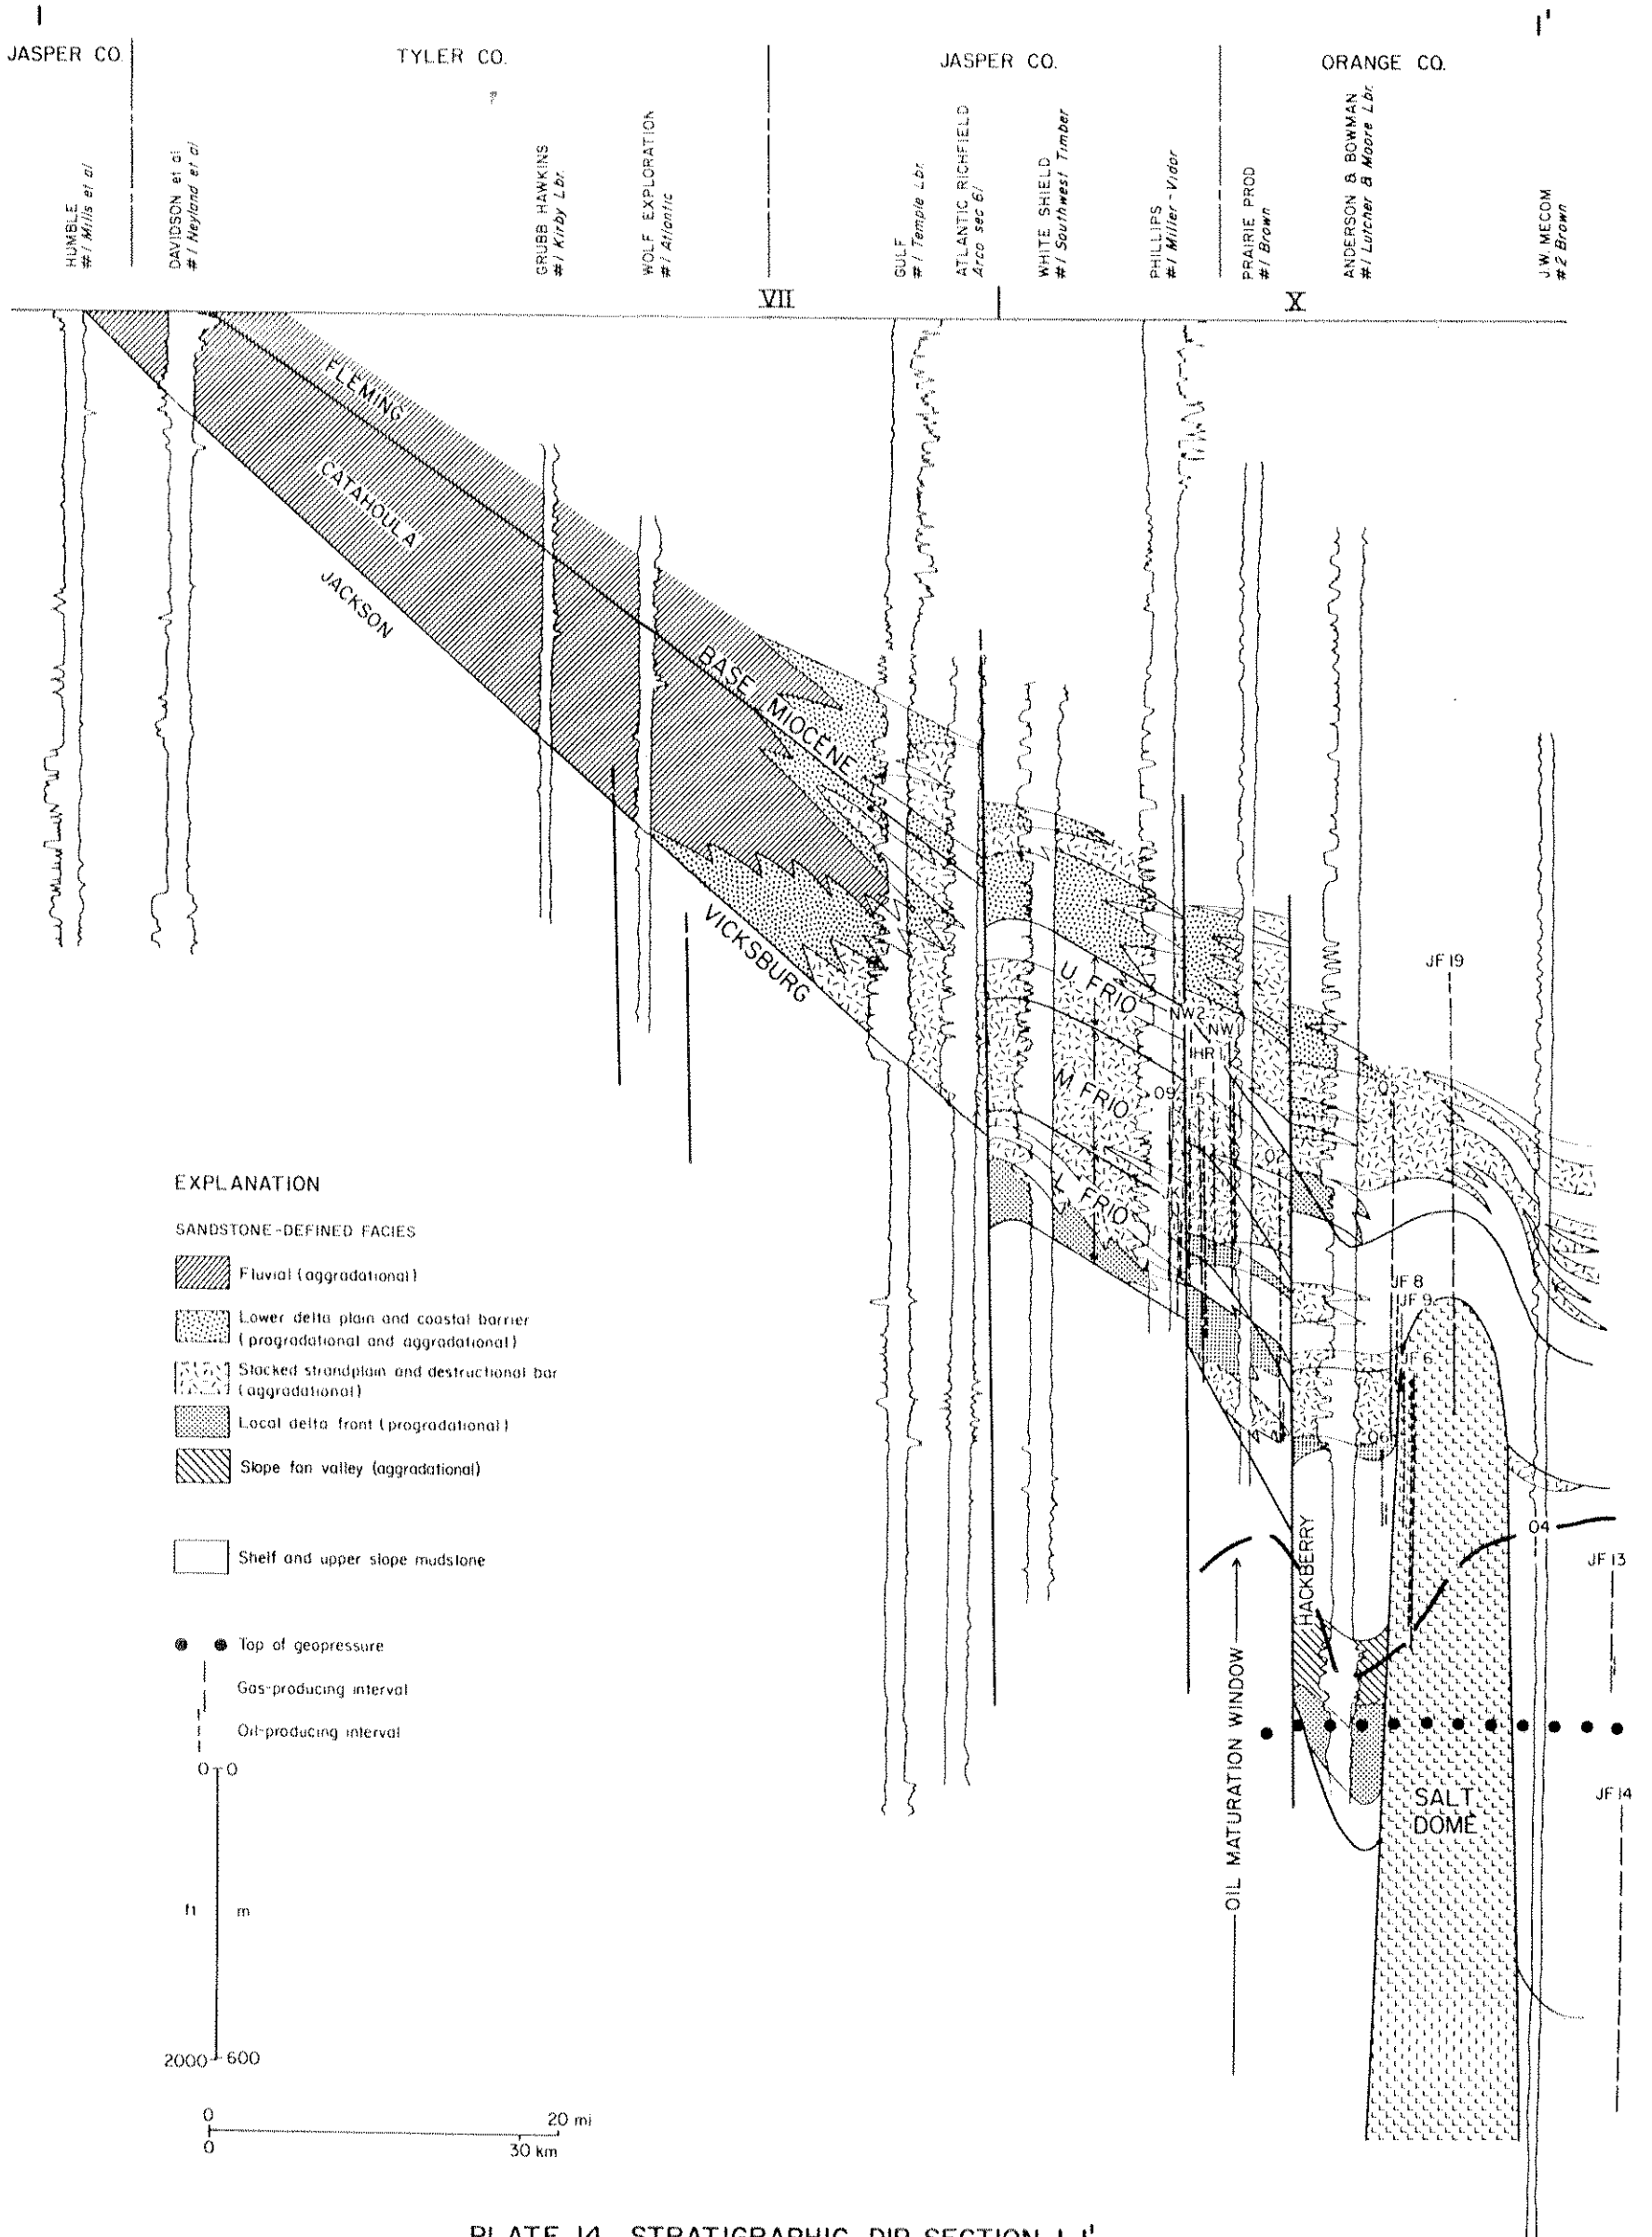 I
I'
JASPER CO.
TYLER CO.
JASPER CO.
ORANGE CO.
HUMBLE
#1 Mills et al
DAVIDSON et al
#1 Neyland et al
GRUBB HAWKINS
#1 Kirby Lbr.
WOLF EXPLORATION
#1 Atlantic
GULF
#1 Temple Lbr.
ATLANTIC RICHFIELD
Arco sec 61
WHITE SHIELD
#1 Southwest Timber
PHILLIPS
#1 Miller-Vidor
PRAIRIE PROD
#1 Brown
ANDERSON & BOWMAN
#1 Lutcher & Moore Lbr.
J.W. MECOM
#2 Brown
VII
X
FLEMING
CATAHOULA
JACKSON
BASE MIOCENE
VICKSBURG
U. FRIO
M. FRIO
L. FRIO
NW2
NW
HR1
JF
15
09
02
05
JF 19
JF 8
JF 9
JF 6
06
04
JF 13
JF 14
HACKBERRY
OIL MATURATION WINDOW
SALT
DOME
EXPLANATION
SANDSTONE-DEFINED FACIES
Fluvial (aggradational)
Lower delta plain and coastal barrier
(progradational and aggradational)
Stacked strandplain and destructional bar
(aggradational)
Local delta front (progradational)
Slope fan valley (aggradational)
Shelf and upper slope mudstone
Top of geopressure
Gas-producing interval
Oil-producing interval
0 0
ft m
2000 600
0 20 mi
0 30 km
PLATE 14. STRATIGRAPHIC DIP SECTION I-I'